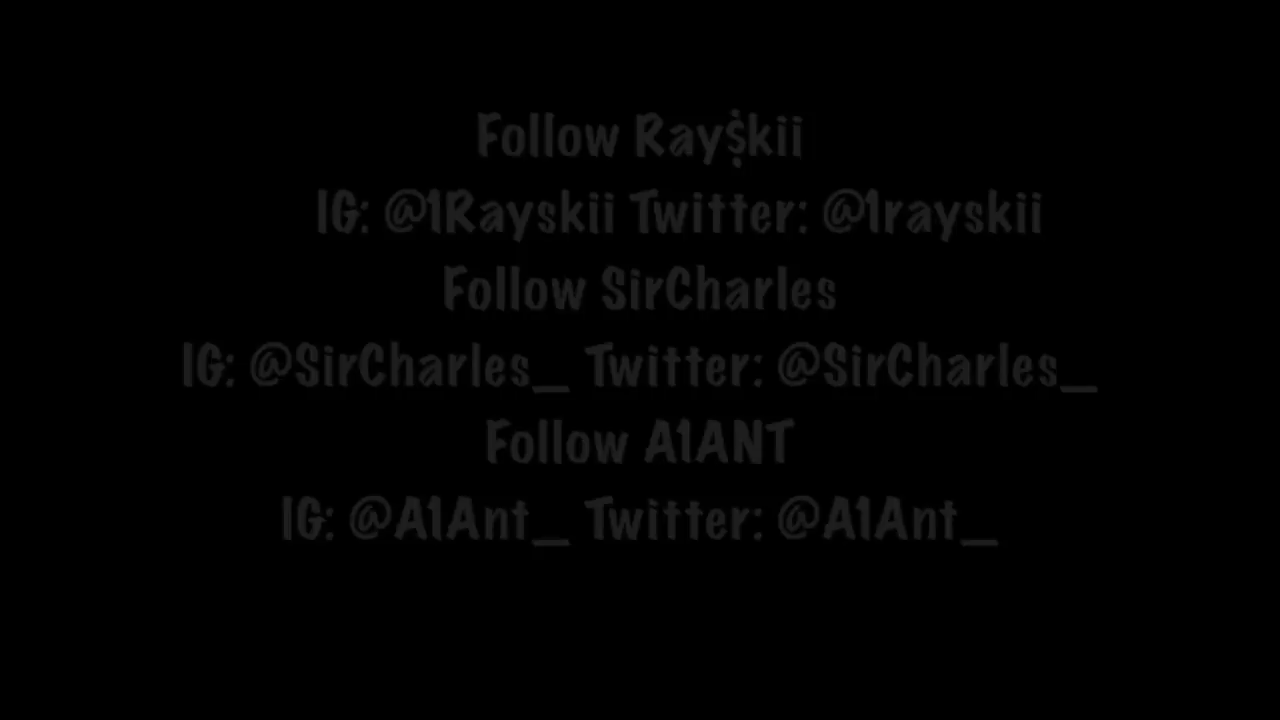 Follow Ray$kii
IG: @1Rayskii Twitter: @1rayskii
Follow SirCharles
IG: @SirCharles_ Twitter: @SirCharles_
Follow A1ANT
IG: @A1Ant_ Twitter: @A1Ant_